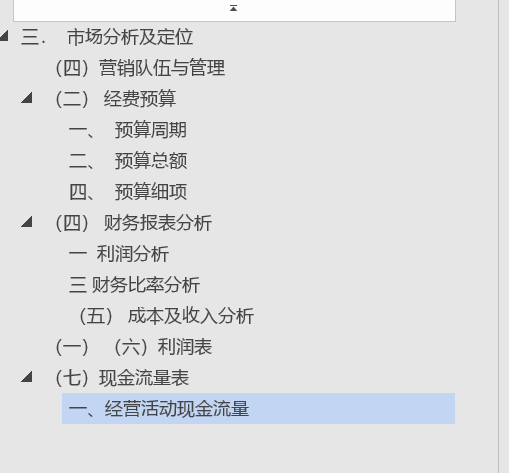 三． 市场分析及定位
（四）营销队伍与管理
（二） 经费预算
一、 预算周期
二、 预算总额
四、 预算细项
（四） 财务报表分析
一 利润分析
三 财务比率分析
（五） 成本及收入分析
（一） （六）利润表
（七）现金流量表
一、经营活动现金流量